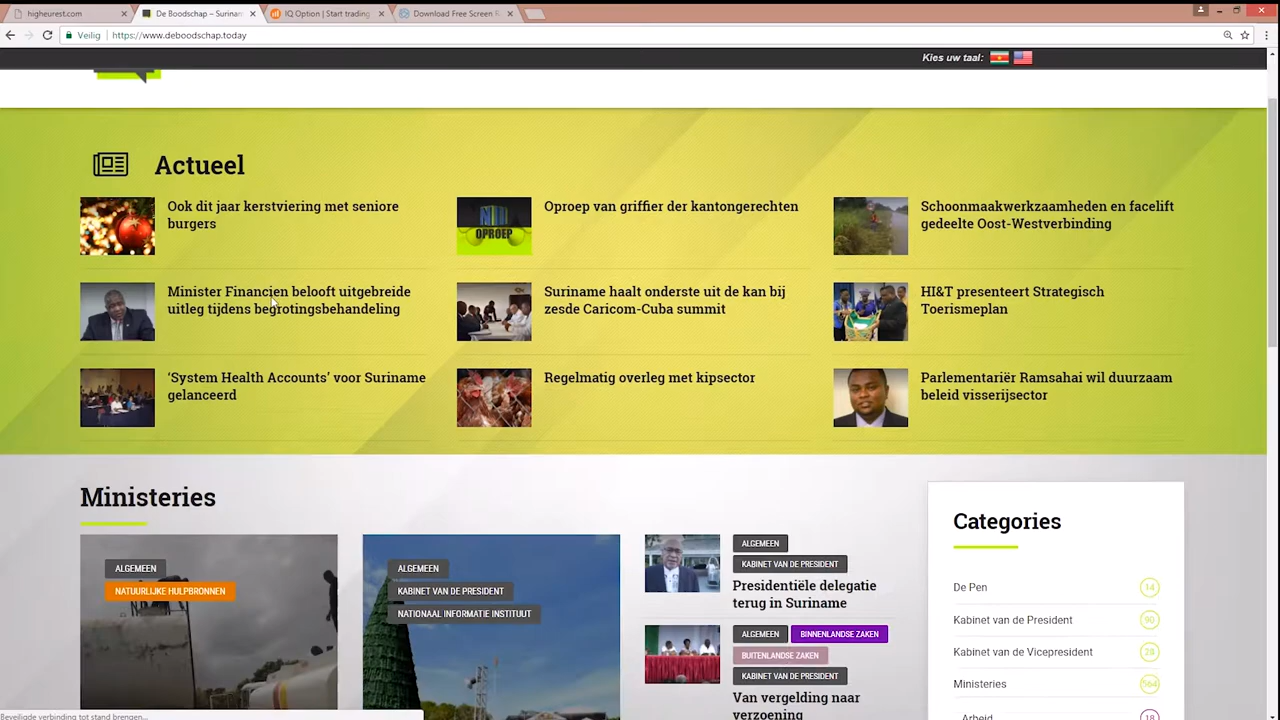 higheurest.com
De Boodschap – Surinam
IQ Option | Start trading
Download Free Screen R
Veilig
https://www.deboodschap.today
Kies uw taal:
Actueel
Ook dit jaar kerstviering met seniore
burgers
Oproep van griffier der kantongerechten
OPROEP
Schoonmaakwerkzaamheden en facelift
gedeelte Oost-Westverbinding
Minister Financien belooft uitgebreide
uitleg tijdens begrotingsbehandeling
Suriname haalt onderste uit de kan bij
zesde Caricom-Cuba summit
HI&T presenteert Strategisch
Toerismeplan
‘System Health Accounts’ voor Suriname
gelanceerd
Regelmatig overleg met kipsector
Parlementariër Ramsahai wil duurzaam
beleid visserijsector
Ministeries
ALGEMEEN
NATUURLIJKE HULPBRONNEN
ALGEMEEN
KABINET VAN DE PRESIDENT
NATIONAAL INFORMATIE INSTITUUT
ALGEMEEN
KABINET VAN DE PRESIDENT
Presidentiële delegatie
terug in Suriname
ALGEMEEN BINNENLANDSE ZAKEN
BUITENLANDSE ZAKEN
KABINET VAN DE PRESIDENT
Van vergelding naar
verzoening
Categories
De Pen 14
Kabinet van de President 90
Kabinet van de Vicepresident 28
Ministeries 564
Arbeid 18
Beveiligde verbinding tot stand brengen...